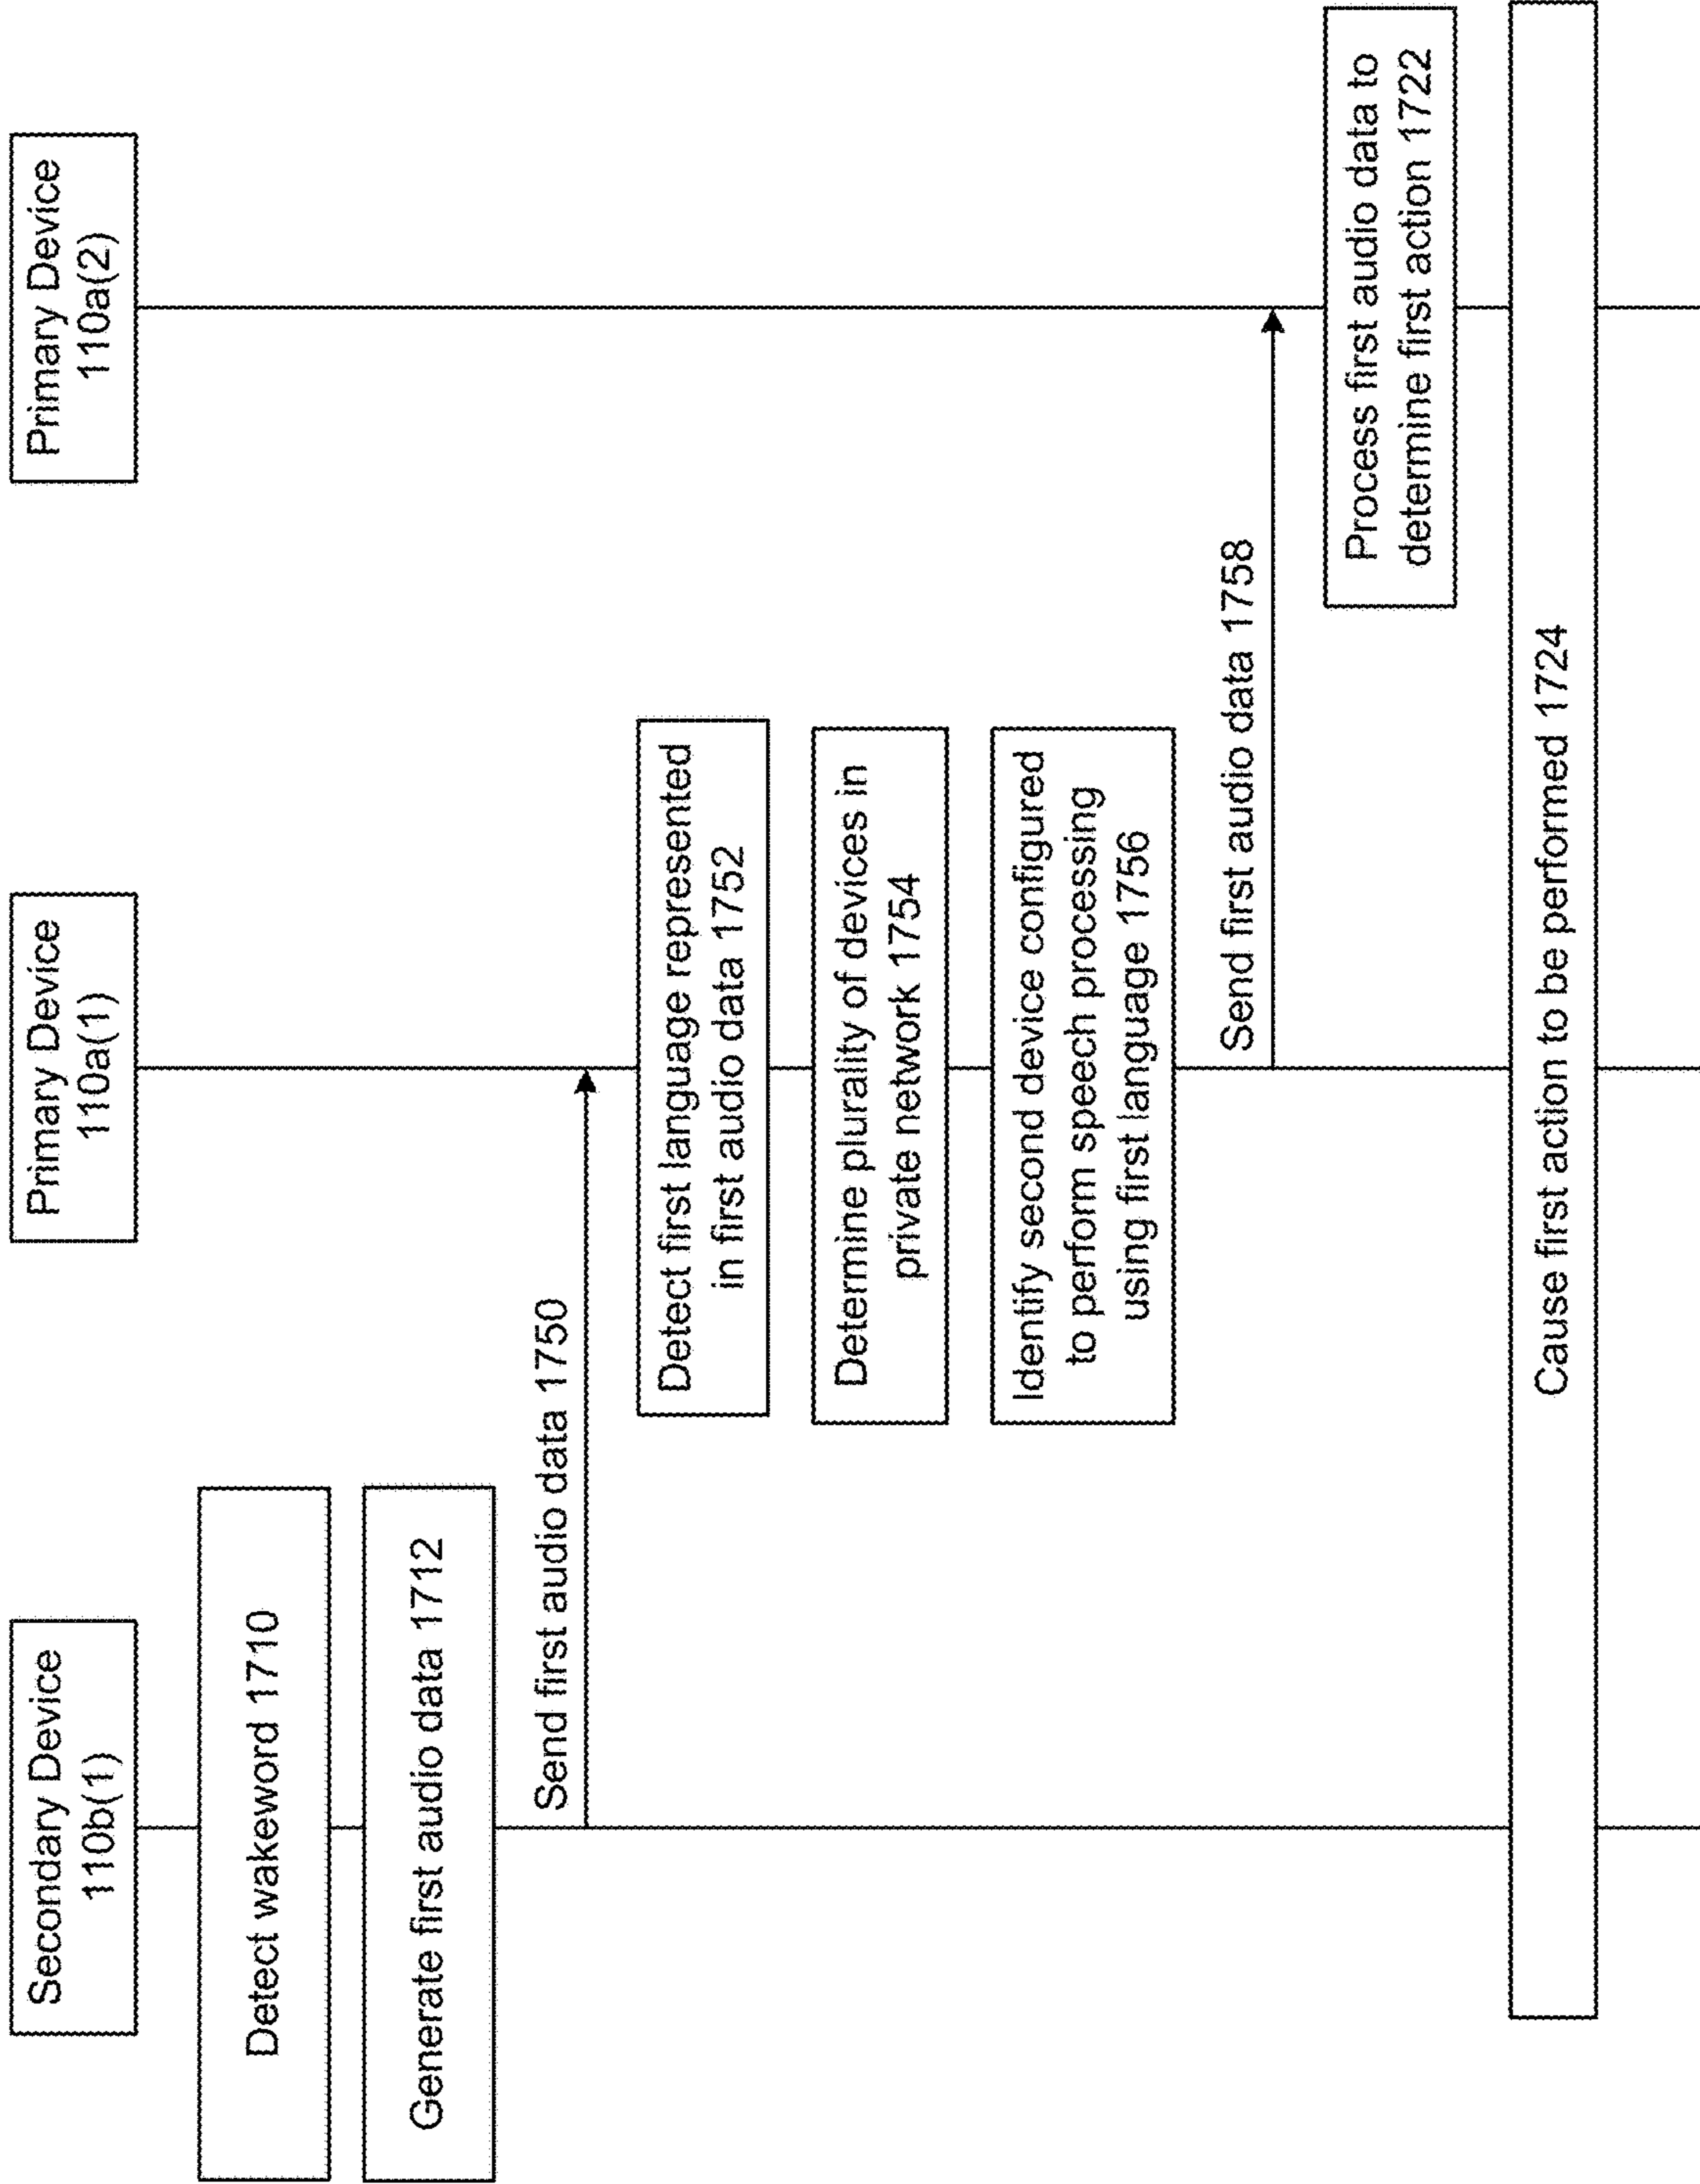 Secondary Device
110b(1)
Primary Device
110a(1)
Primary Device
110a(2)
Detect wakeword 1710
Generate first audio data 1712
Send first audio data 1750
Detect first language represented
in first audio data 1752
Determine plurality of devices in
private network 1754
Identify second device configured
to perform speech processing
using first language 1756
Send first audio data 1758
Process first audio data to
determine first action 1722
Cause first action to be performed 1724